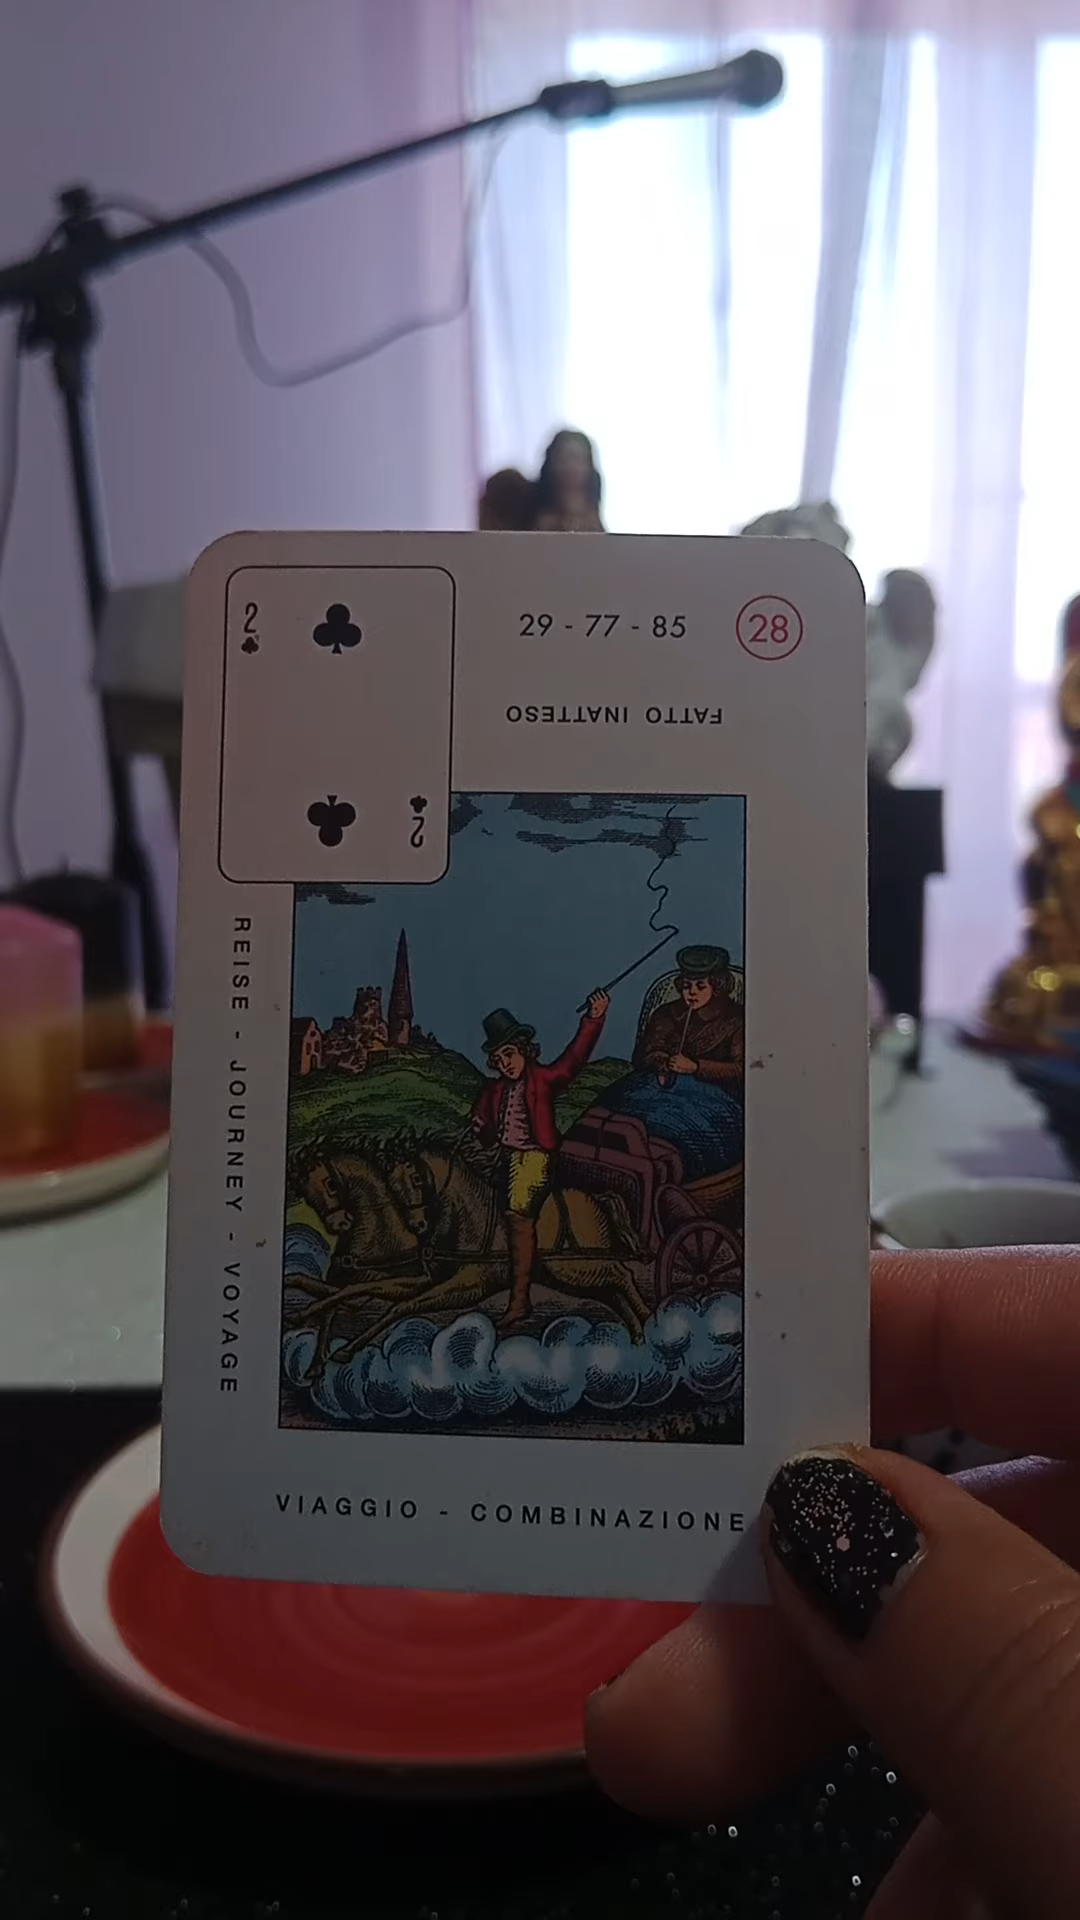 2
29 - 77 - 85 28
FATTO INATTESO
2
REISE - JOURNEY - VOYAGE
VIAGGIO - COMBINAZIONE